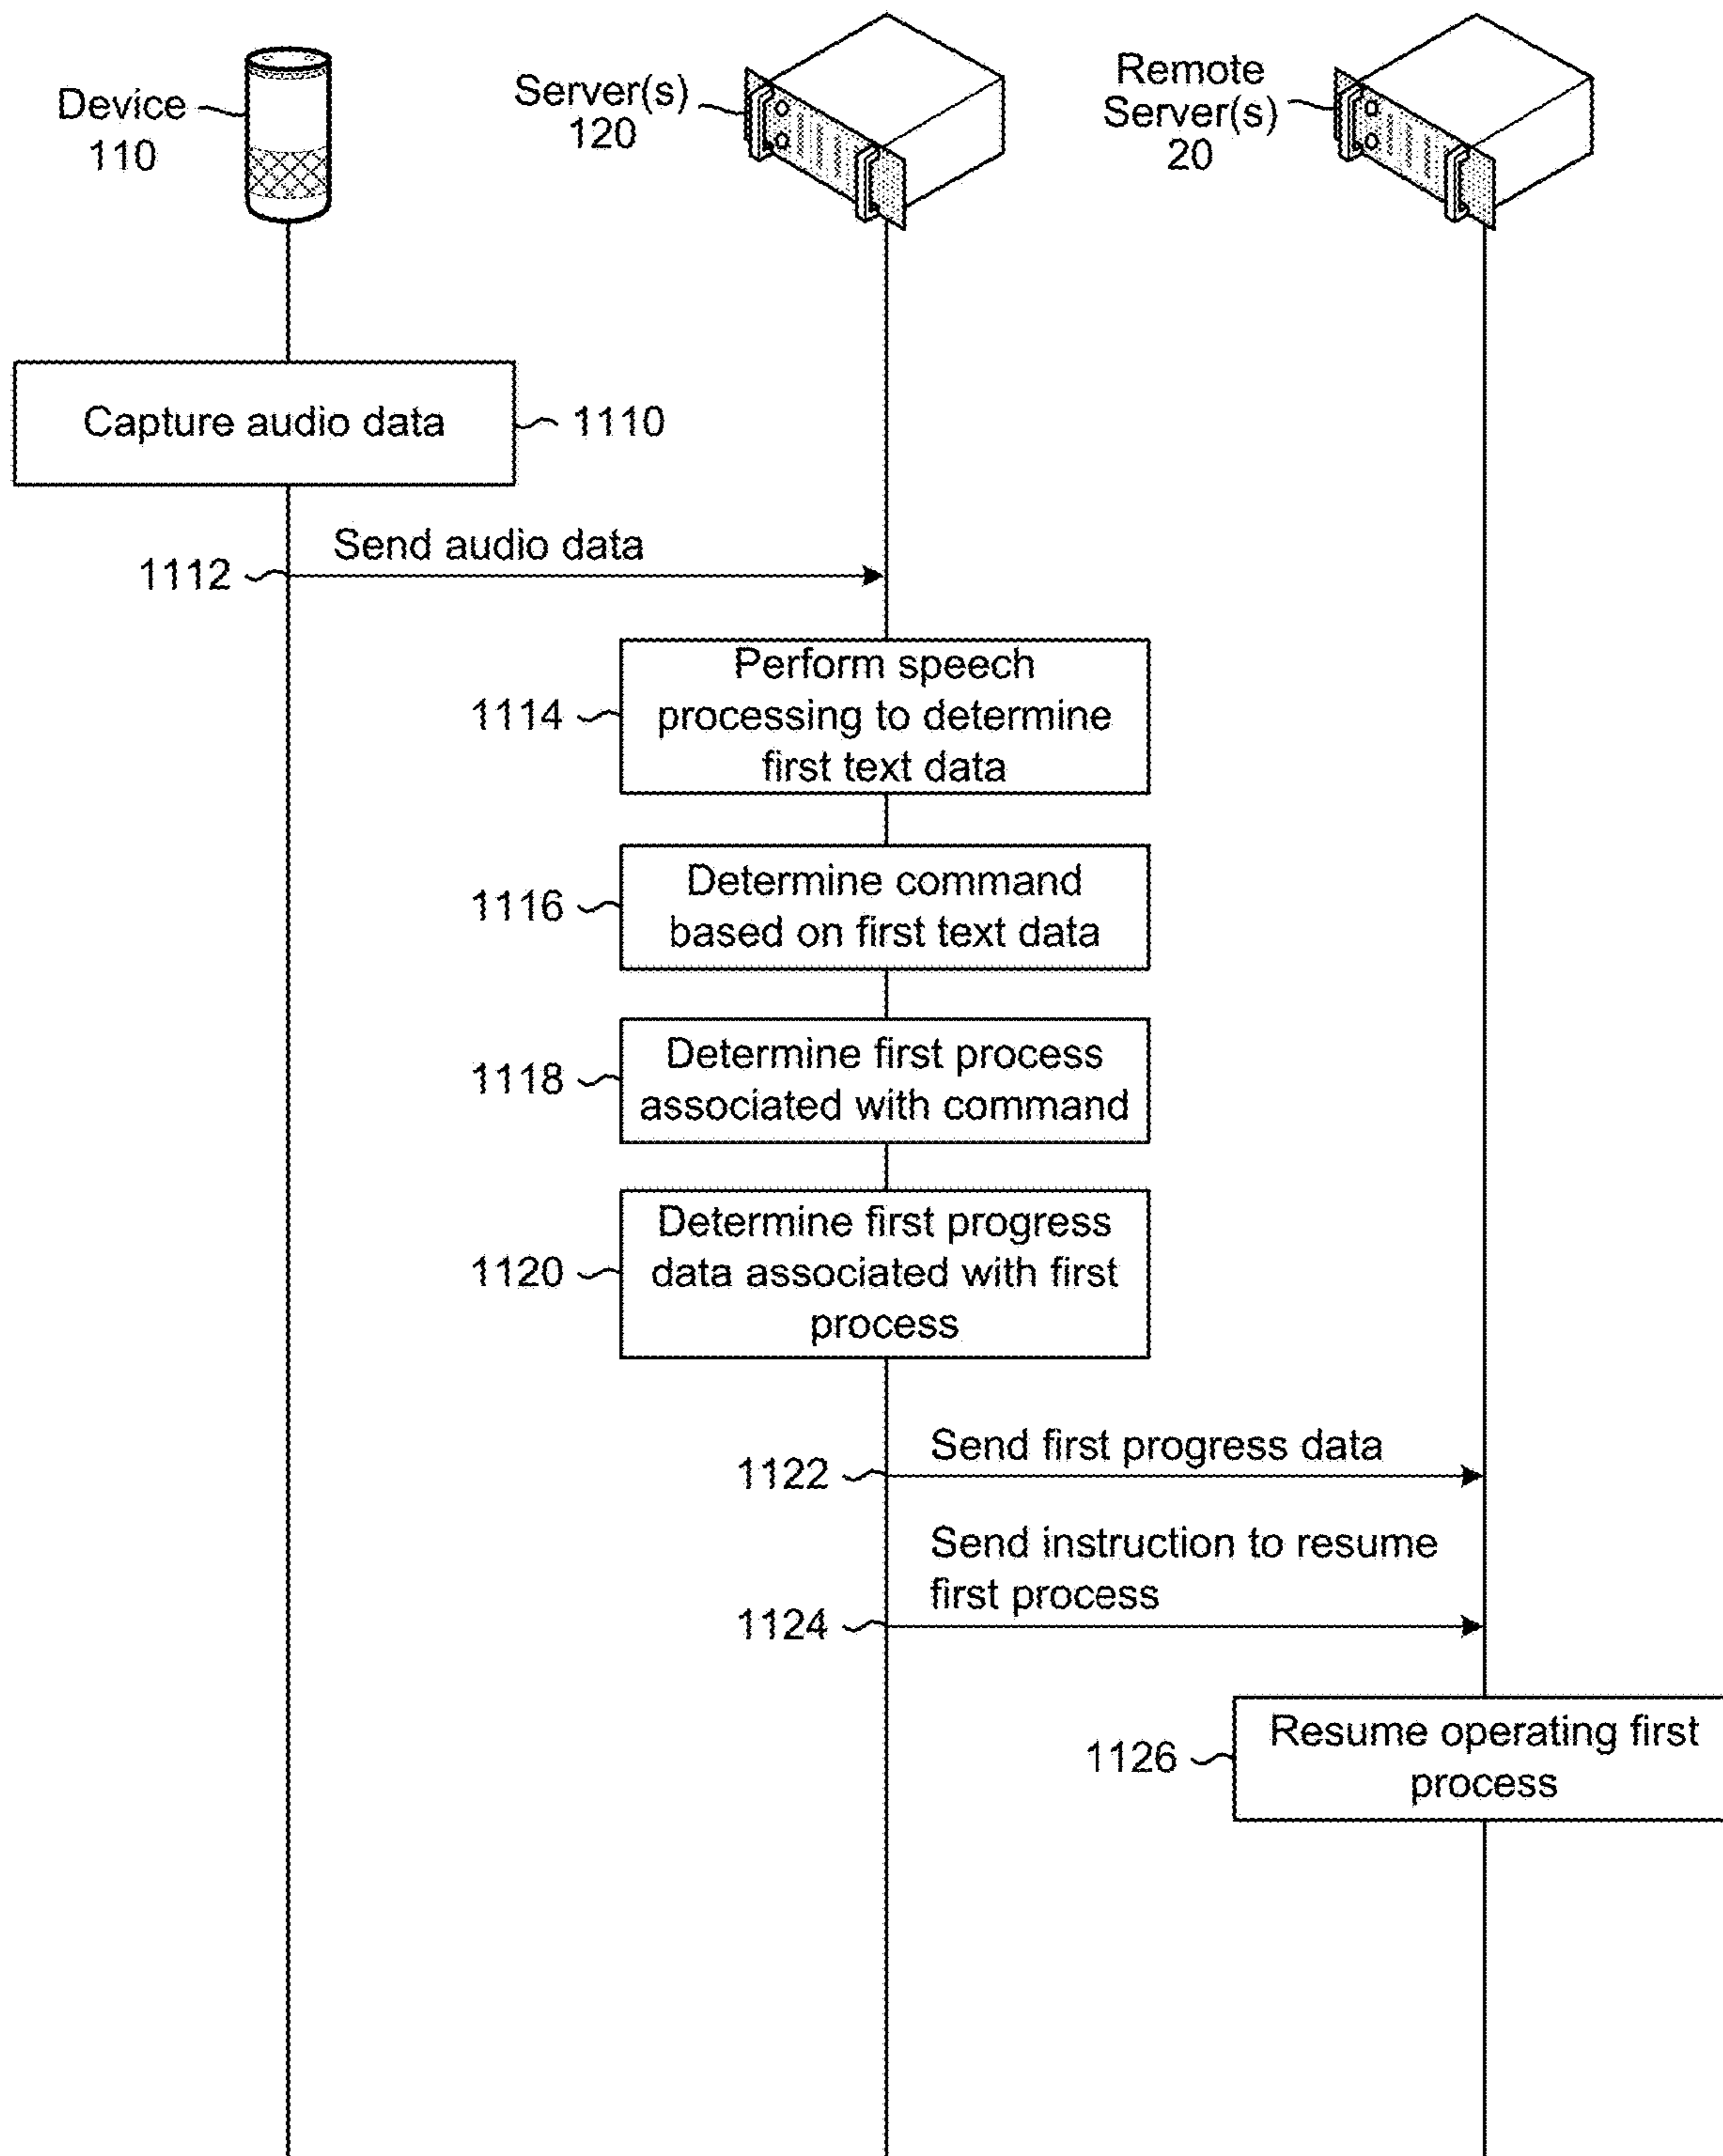 Device
110
Server(s)
120
Remote
Server(s)
20
Capture audio data
1110
Send audio data
1112
Perform speech
processing to determine
first text data
1114
Determine command
based on first text data
1116
Determine first process
associated with command
1118
Determine first progress
data associated with first
process
1120
Send first progress data
1122
Send instruction to resume
first process
1124
Resume operating first
process
1126